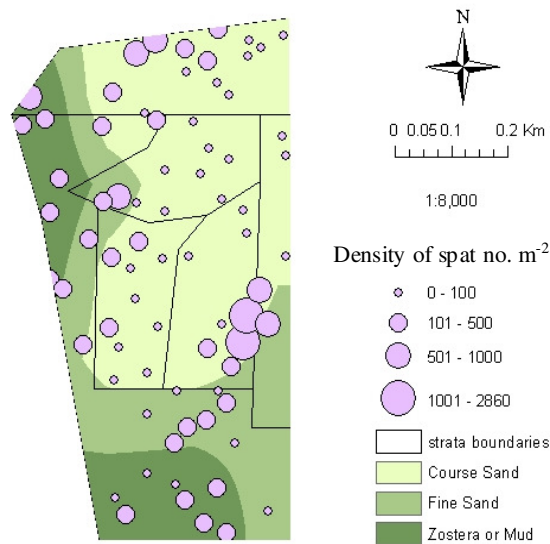 N
0 0.05 0.1 0.2 Km
1:8,000
Density of spat no. m-2
0 - 100
101 - 500
501 - 1000
1001 - 2860
strata boundaries
Course Sand
Fine Sand
Zostera or Mud